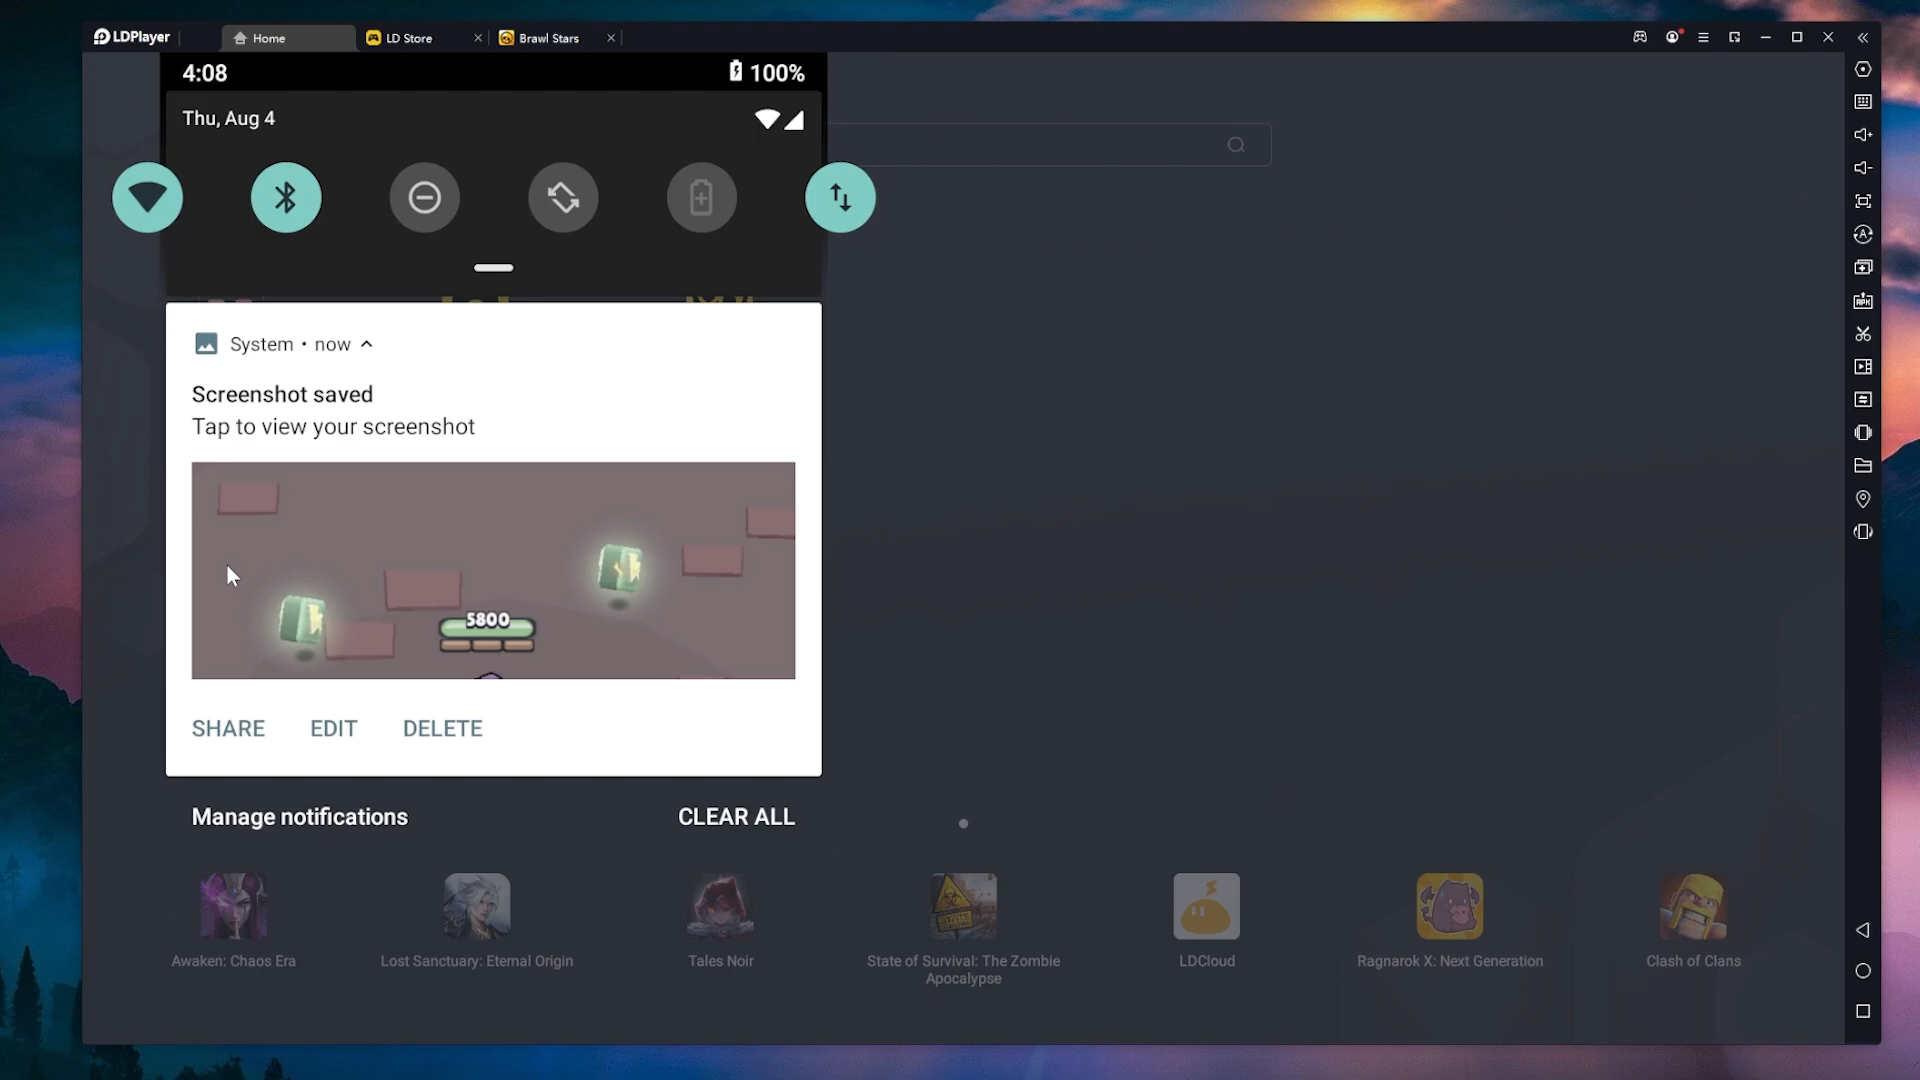 LDPlayer
Home
LD Store
Brawl Stars
4:08
100%
Thu, Aug 4
System • now
Screenshot saved
Tap to view your screenshot
5800
SHARE
EDIT
DELETE
Manage notifications
CLEAR ALL
Awaken: Chaos Era
Lost Sanctuary: Eternal Origin
Tales Noir
State of Survival: The Zombie
Apocalypse
LDCloud
Ragnarok X: Next Generation
Clash of Clans